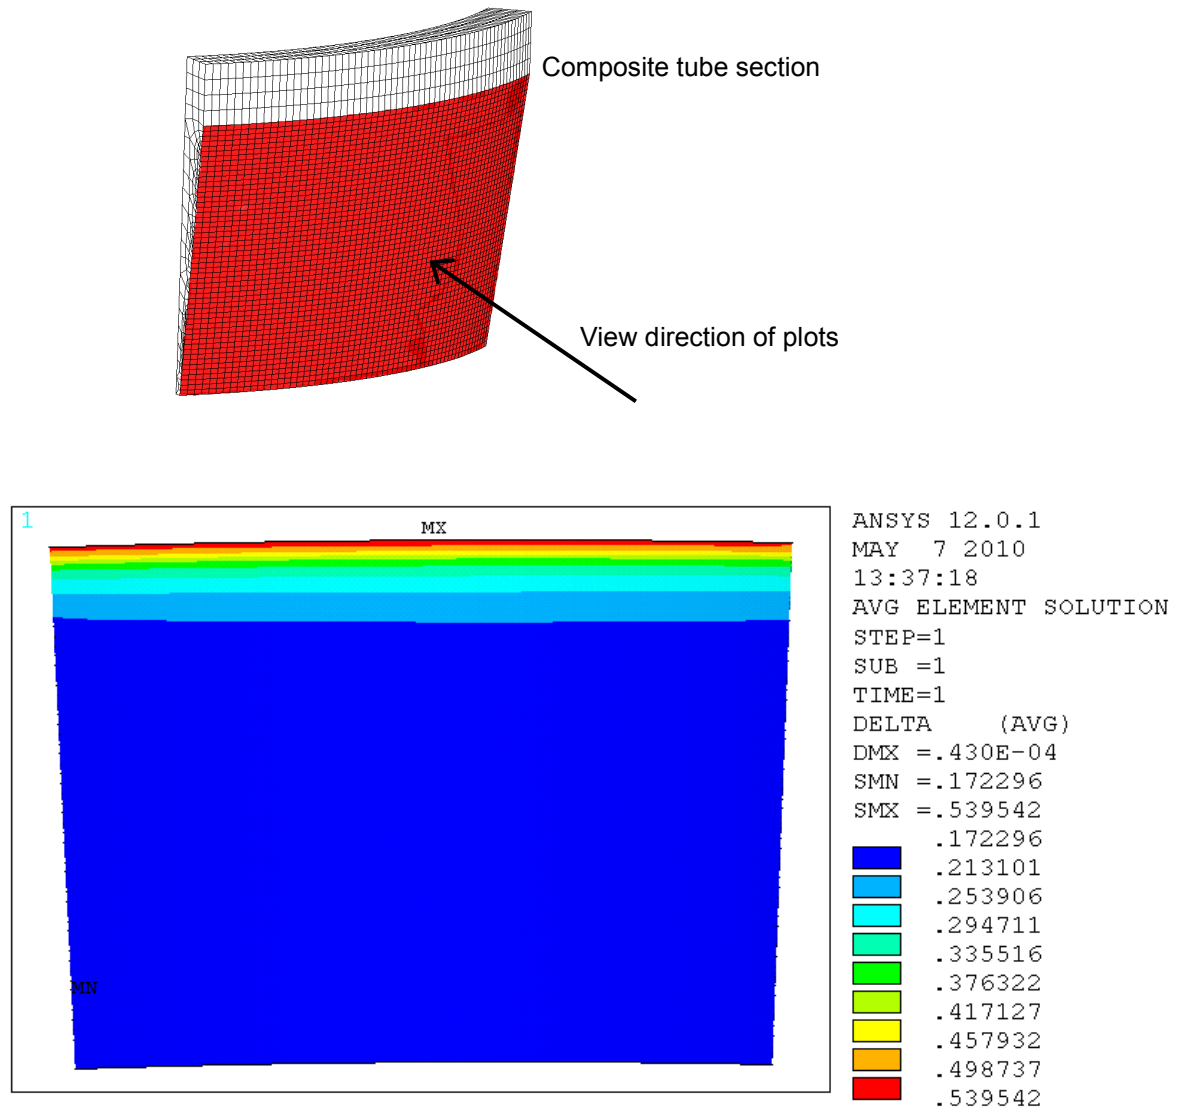 Composite tube section
View direction of plots
1
MX
MN
ANSYS 12.0.1
MAY  7 2010
13:37:18
AVG ELEMENT SOLUTION
STEP=1
SUB =1
TIME=1
DELTA    (AVG)
DMX =.430E-04
SMN =.172296
SMX =.539542
.172296
.213101
.253906
.294711
.335516
.376322
.417127
.457932
.498737
.539542